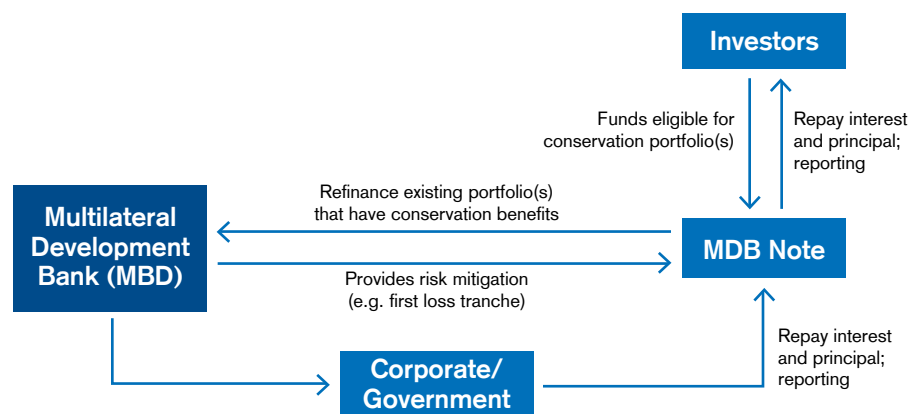 Investors
Funds eligible for
conservation portfolio(s)
Repay interest
and principal;
reporting
Refinance existing portfolio(s)
that have conservation benefits
Multilateral
Development
Bank (MBD)
MDB Note
Provides risk mitigation
(e.g. first loss tranche)
Repay interest
and principal;
reporting
Corporate/
Government